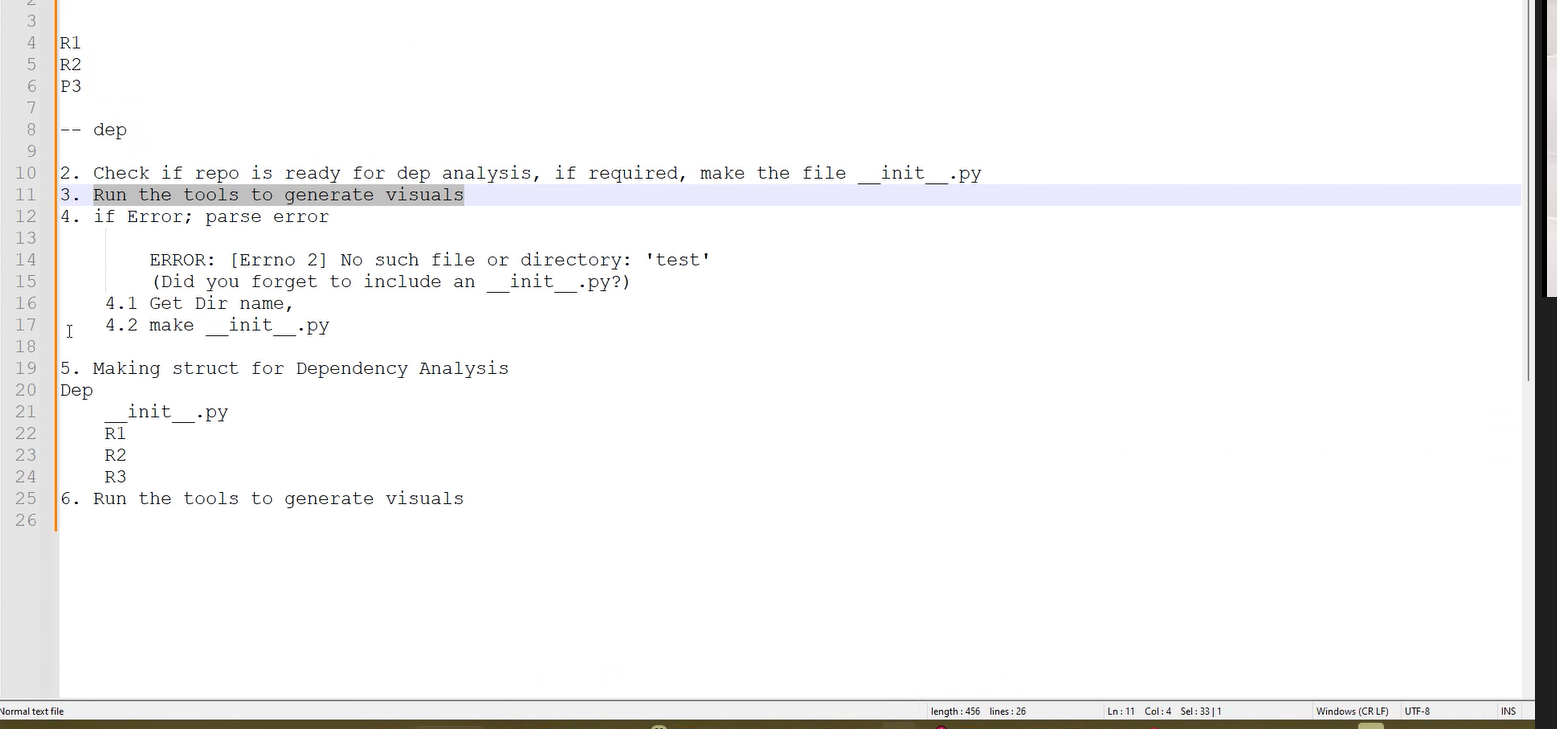 2
3
4 R1
5 R2
6 P3
7
8 -- dep
9
10 2. Check if repo is ready for dep analysis, if required, make the file __init__.py
11 3. Run the tools to generate visuals
12 4. if Error; parse error
13
14 ERROR: [Errno 2] No such file or directory: 'test'
15 (Did you forget to include an __init__.py?)
16 4.1 Get Dir name,
17 4.2 make __init__.py
18
19 5. Making struct for Dependency Analysis
20 Dep
21 __init__.py
22 R1
23 R2
24 R3
25 6. Run the tools to generate visuals
26
Normal text file length : 456 lines : 26 Ln : 11 Col : 4 Sel : 33 | 1 Windows (CR LF) UTF-8 INS